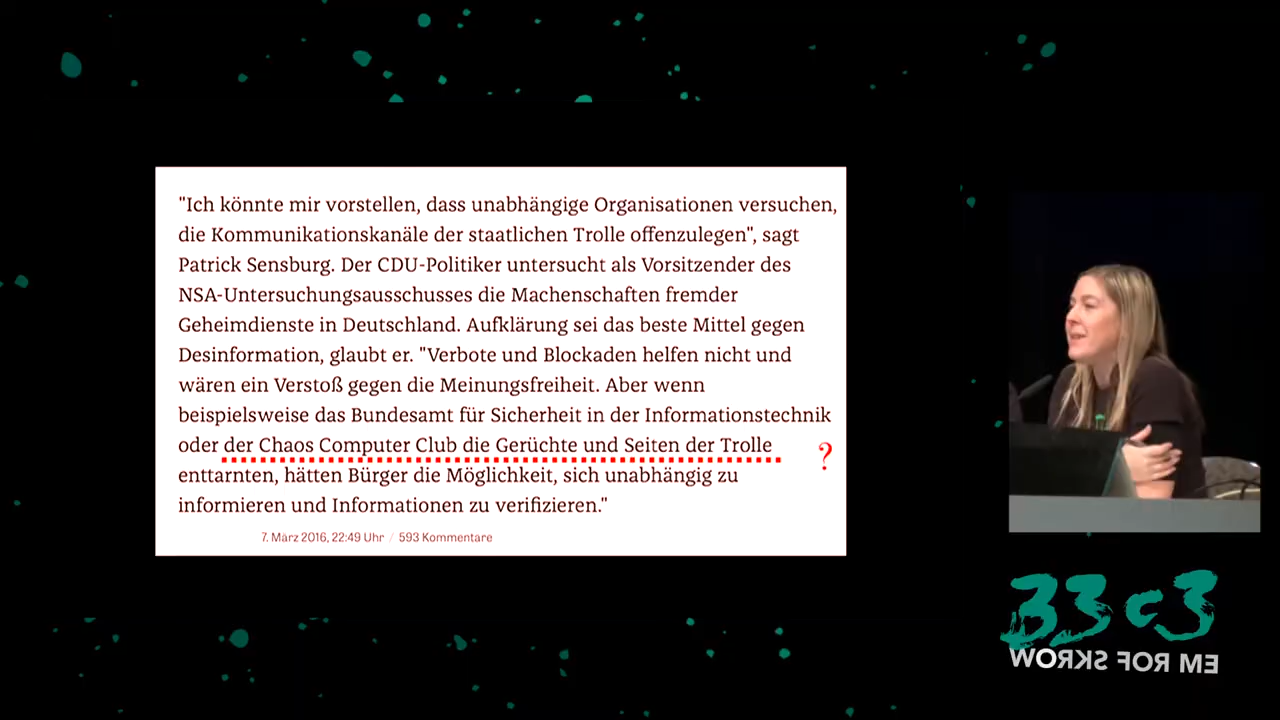 "Ich könnte mir vorstellen, dass unabhängige Organisationen versuchen,
die Kommunikationskanäle der staatlichen Trolle offenzulegen", sagt
Patrick Sensburg. Der CDU-Politiker untersucht als Vorsitzender des
NSA-Untersuchungsausschusses die Machenschaften fremder
Geheimdienste in Deutschland. Aufklärung sei das beste Mittel gegen
Desinformation, glaubt er. "Verbote und Blockaden helfen nicht und
wären ein Verstoß gegen die Meinungsfreiheit. Aber wenn
beispielsweise das Bundesamt für Sicherheit in der Informationstechnik
oder der Chaos Computer Club die Gerüchte und Seiten der Trolle
?
enttarnten, hätten Bürger die Möglichkeit, sich unabhängig zu
informieren und Informationen zu verifizieren."
7. März 2016, 22:49 Uhr / 593 Kommentare
33c3
WORKS FOR ME